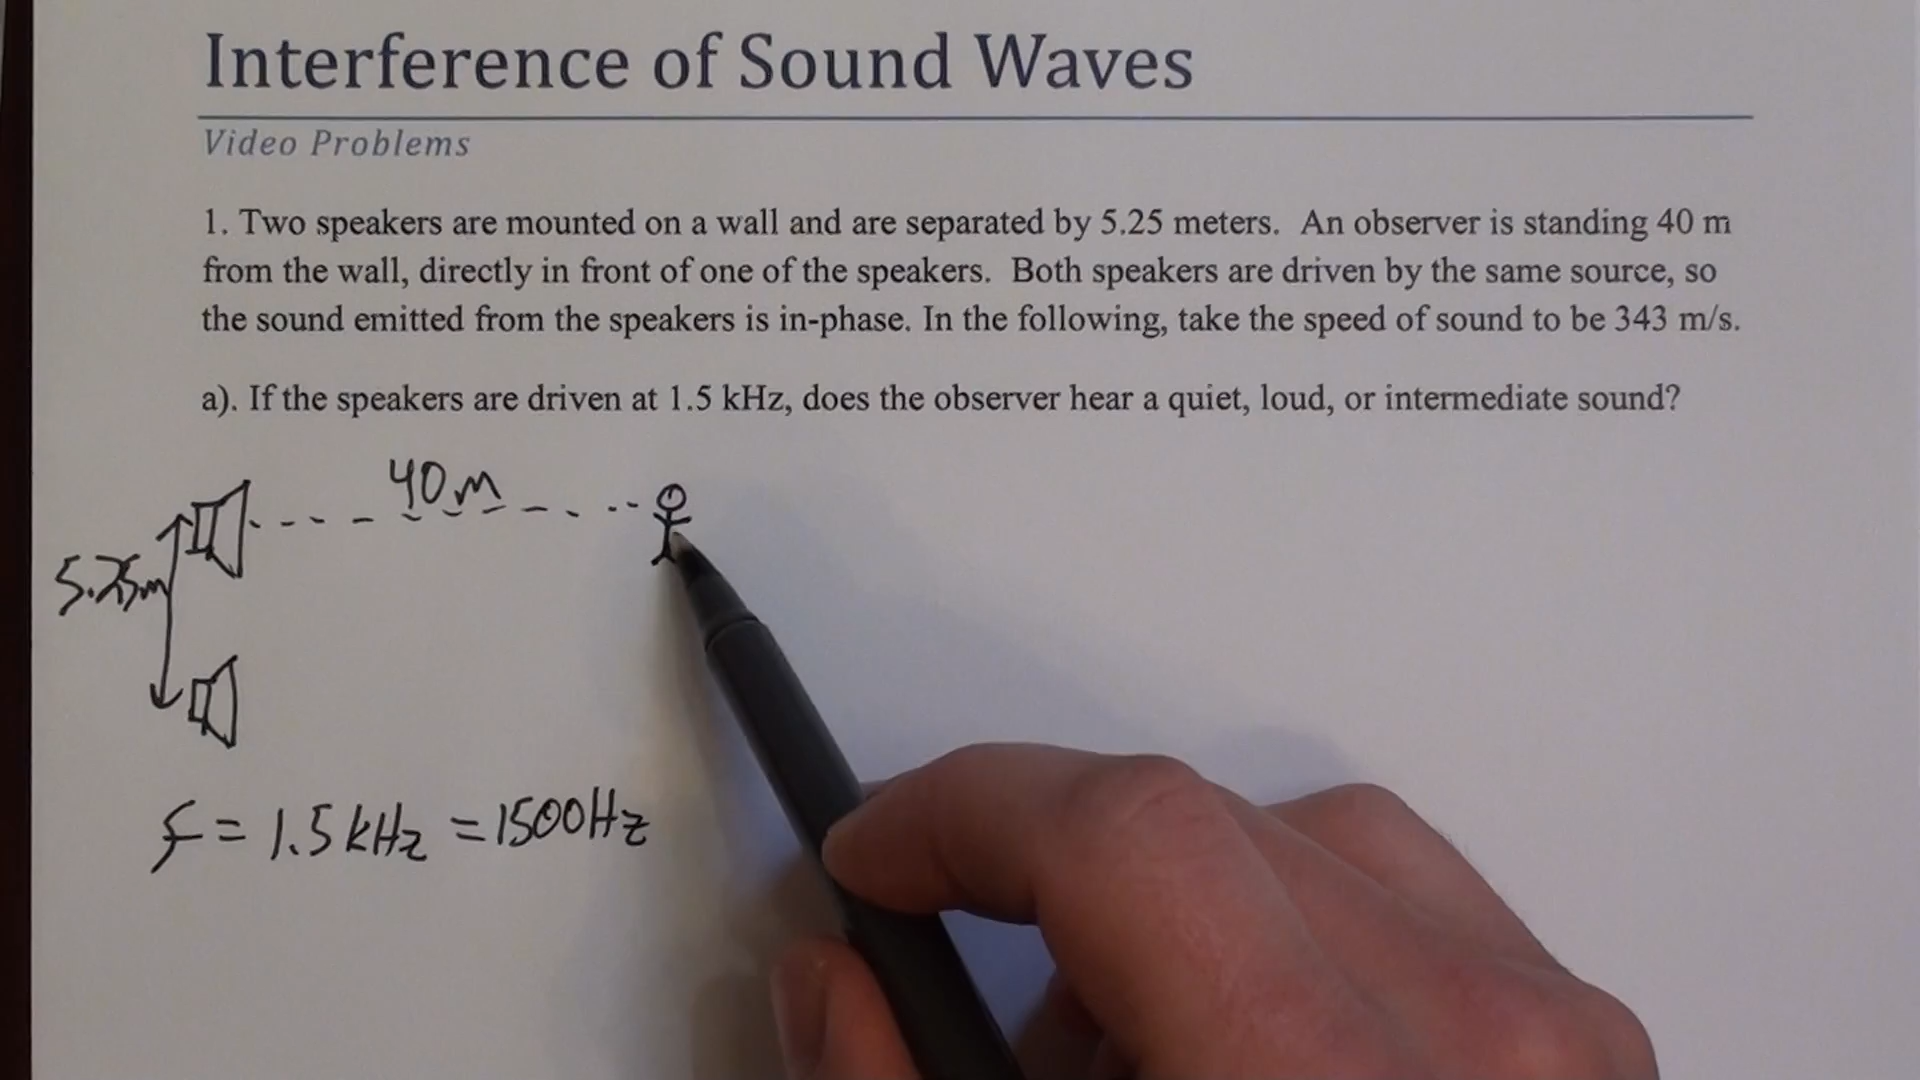 Interference of Sound Waves
Video Problems
1. Two speakers are mounted on a wall and are separated by 5.25 meters. An observer is standing 40 m
from the wall, directly in front of one of the speakers. Both speakers are driven by the same source, so
the sound emitted from the speakers is in-phase. In the following, take the speed of sound to be 343 m/s.
a). If the speakers are driven at 1.5 kHz, does the observer hear a quiet, loud, or intermediate sound?
40m
5.25m
f = 1.5 kHz = 1500Hz